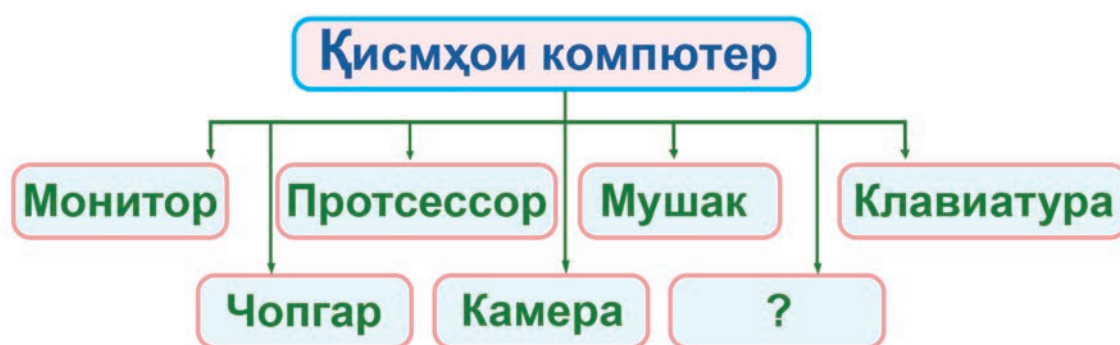 Қисмҳои компютер
Монитор Протсессор Мушак Клавиатура
Чопгар Камера ?